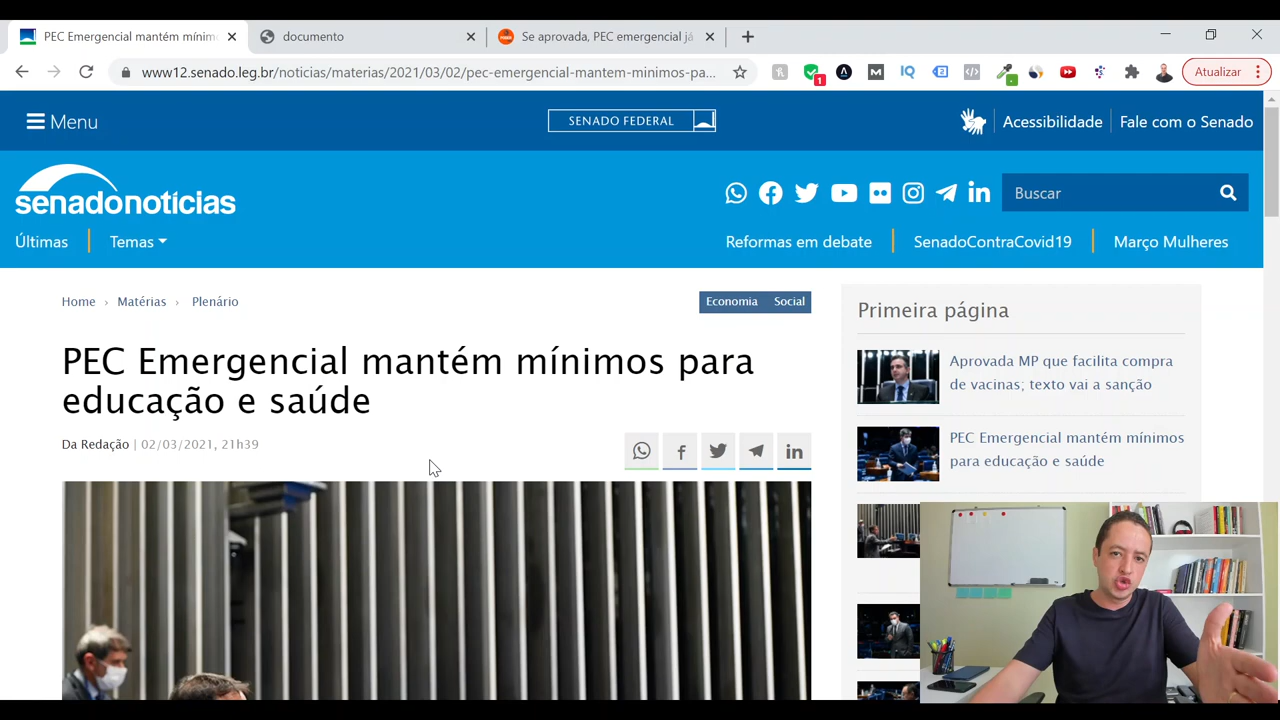 PEC Emergencial mantém mínim
documento
Se aprovada, PEC emergencial já
www12.senado.leg.br/noticias/materias/2021/03/02/pec-emergencial-mantem-minimos-pa...
1
IQ
Atualizar
Menu
SENADO FEDERAL
Acessibilidade
Fale com o Senado
senadonotícias
Buscar
Últimas
Temas
Reformas em debate
SenadoContraCovid19
Março Mulheres
Home › Matérias › Plenário
Economia Social
PEC Emergencial mantém mínimos para
educação e saúde
Da Redação | 02/03/2021, 21h39
Primeira página
Aprovada MP que facilita compra
de vacinas; texto vai a sanção
PEC Emergencial mantém mínimos
para educação e saúde